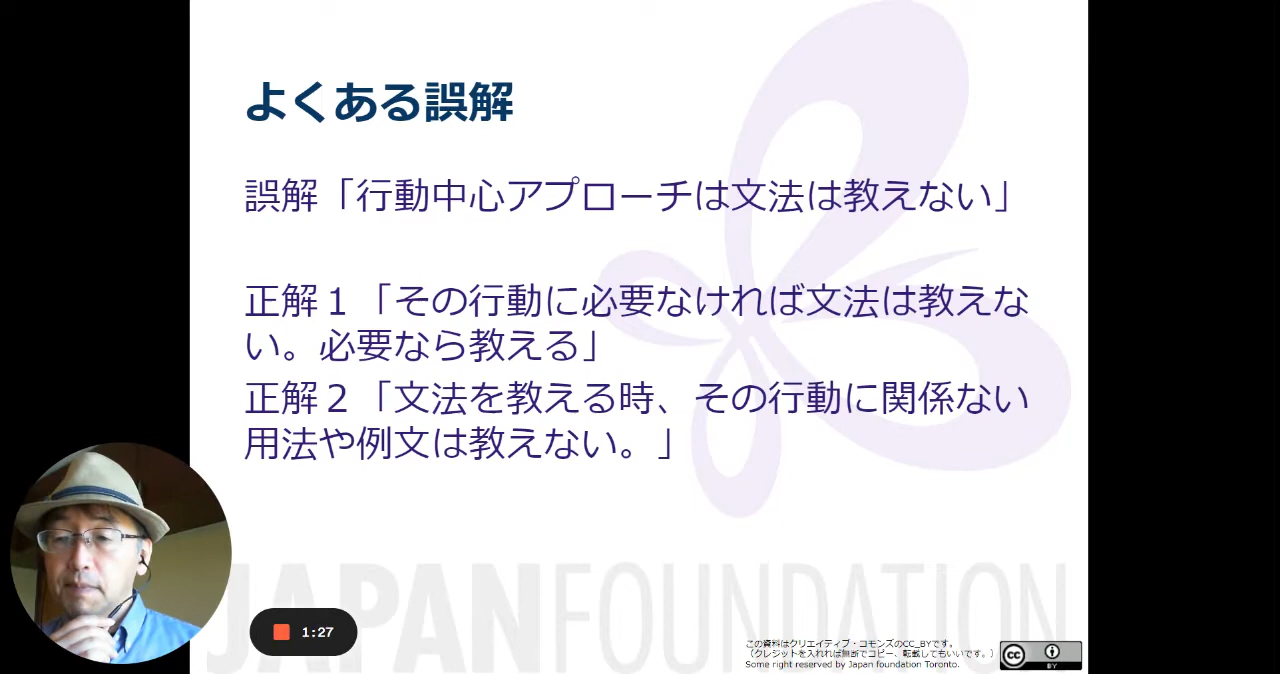 よくある誤解
誤解「行動中心アプローチは文法は教えない」
正解１「その行動に必要なければ文法は教えな
い。必要なら教える」
正解２「文法を教える時、その行動に関係ない
用法や例文は教えない。」
JAPANFOUNDATION
1:27
この資料はクリエイティブ・コモンズのCC_BYです。
（クレジットを入れれば無断でコピー、転載してもいいです。）
Some right reserved by Japan foundation Toronto.
cc
BY